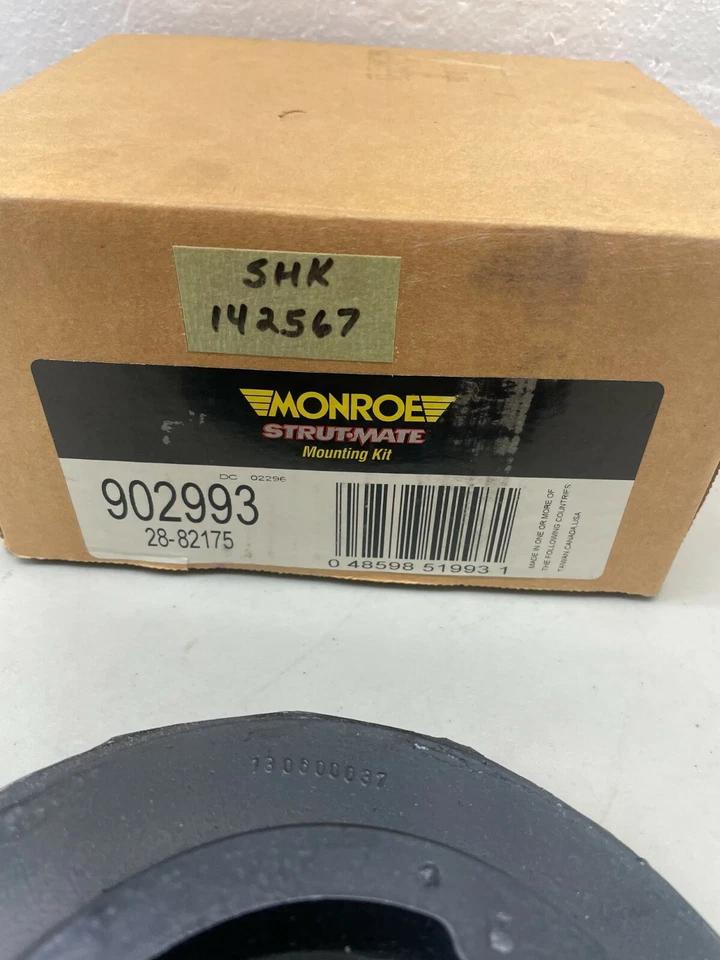 SHK
142567
MONROE
STRUT•MATE
Mounting Kit
DC 02296
902993
28-82175
0 48598 51993 1
MADE IN ONE OR MORE OF
THE FOLLOWING COUNTRIES:
TAIWAN,CANADA,USA
130600037